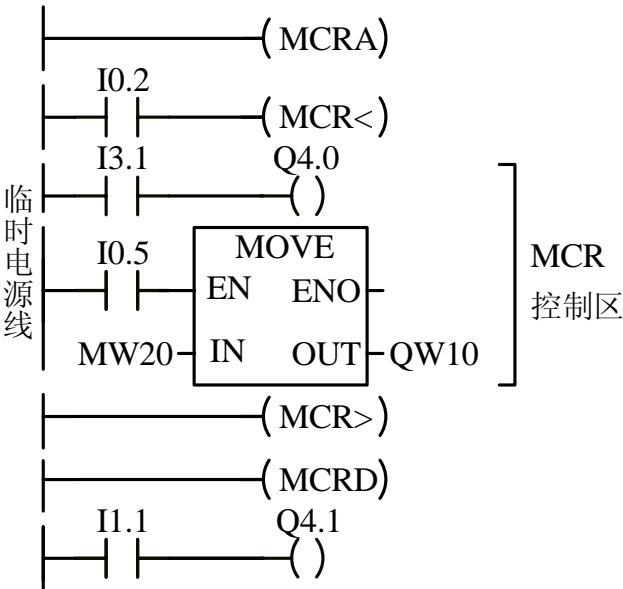 (MCRA)
I0.2
(MCR<)
I3.1 Q4.0
( )
临时电源线
I0.5 MOVE
EN ENO
MW20 IN OUT QW10
MCR
控制区
(MCR>)
(MCRD)
I1.1 Q4.1
( )